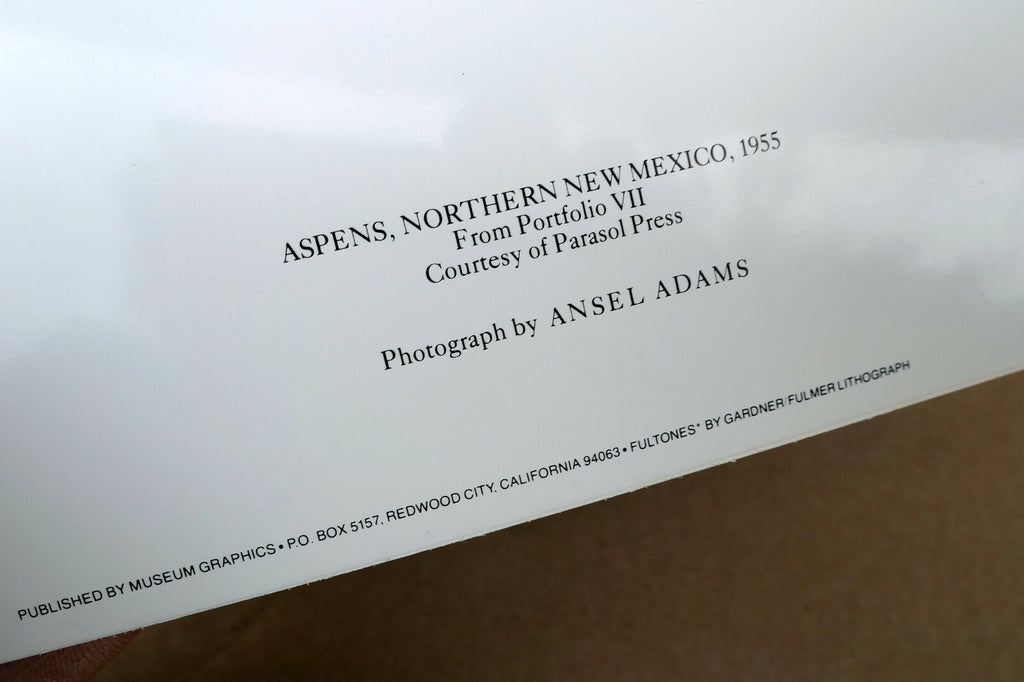 ASPENS, NORTHERN NEW MEXICO, 1955
From Portfolio VII
Courtesy of Parasol Press
Photograph by ANSEL ADAMS
PUBLISHED BY MUSEUM GRAPHICS • P.O. BOX 5157, REDWOOD CITY, CALIFORNIA 94063 • FULTONES® BY GARDNER/FULMER LITHOGRAPH